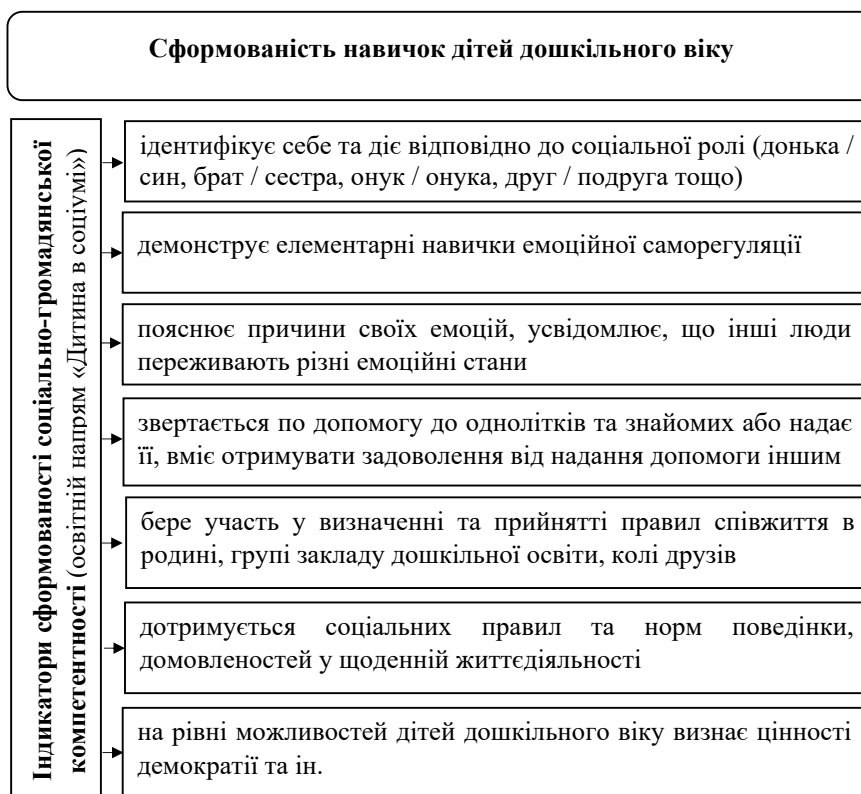 Сформованість навичок дітей дошкільного віку
Індикатори сформованості соціально-громадянської
компетентності (освітній напрям «Дитина в соціумі»)
ідентифікує себе та діє відповідно до соціальної ролі (донька /
син, брат / сестра, онук / онука, друг / подруга тощо)
демонструє елементарні навички емоційної саморегуляції
пояснює причини своїх емоцій, усвідомлює, що інші люди
переживають різні емоційні стани
звертається по допомогу до однолітків та знайомих або надає
її, вміє отримувати задоволення від надання допомоги іншим
бере участь у визначенні та прийнятті правил співжиття в
родині, групі закладу дошкільної освіти, колі друзів
дотримується соціальних правил та норм поведінки,
домовленостей у щоденній життєдіяльності
на рівні можливостей дітей дошкільного віку визнає цінності
демократії та ін.